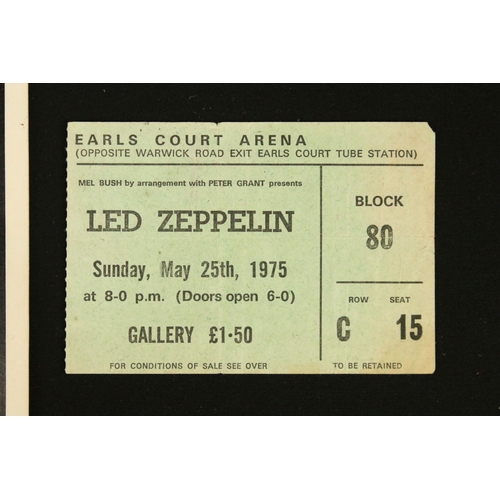 EARLS COURT ARENA
(OPPOSITE WARWICK ROAD EXIT EARLS COURT TUBE STATION)
MEL BUSH by arrangement with PETER GRANT presents
LED ZEPPELIN
Sunday, May 25th, 1975
at 8-0 p.m. (Doors open 6-0)
GALLERY £1·50
FOR CONDITIONS OF SALE SEE OVER
BLOCK
80
ROW SEAT
C 15
TO BE RETAINED